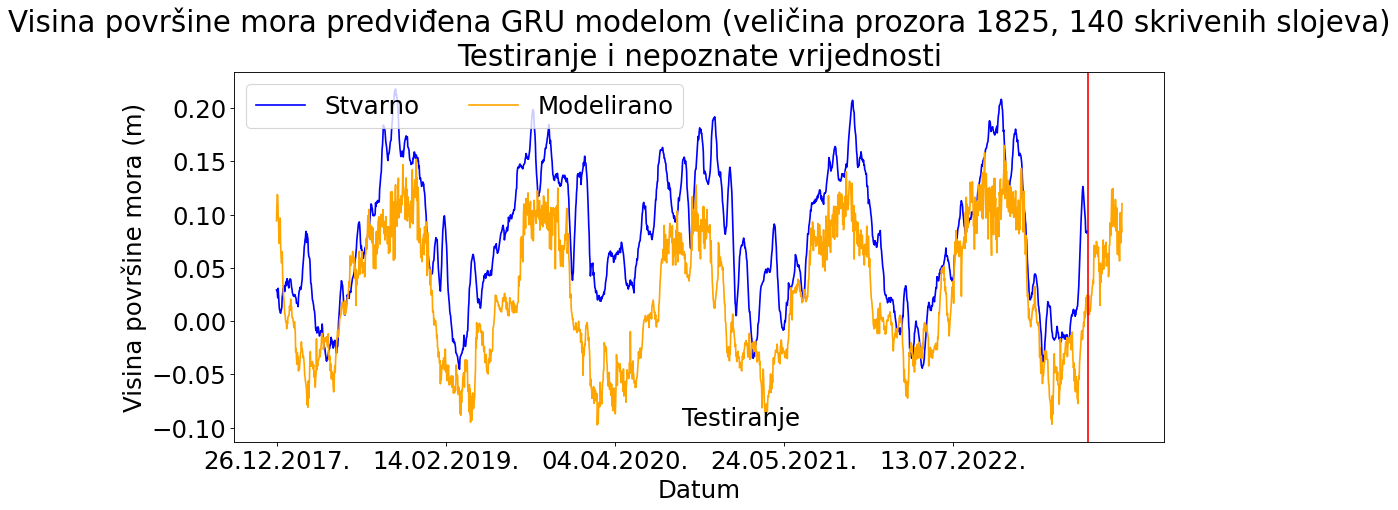 Visina površine mora predviđena GRU modelom (veličina prozora 1825, 140 skrivenih slojeva)
Testiranje i nepoznate vrijednosti
Stvarno
Modelirano
Visina površine mora (m)
0.20
0.15
0.10
0.05
0.00
−0.05
−0.10
Testiranje
26.12.2017.
14.02.2019.
04.04.2020.
24.05.2021.
13.07.2022.
Datum